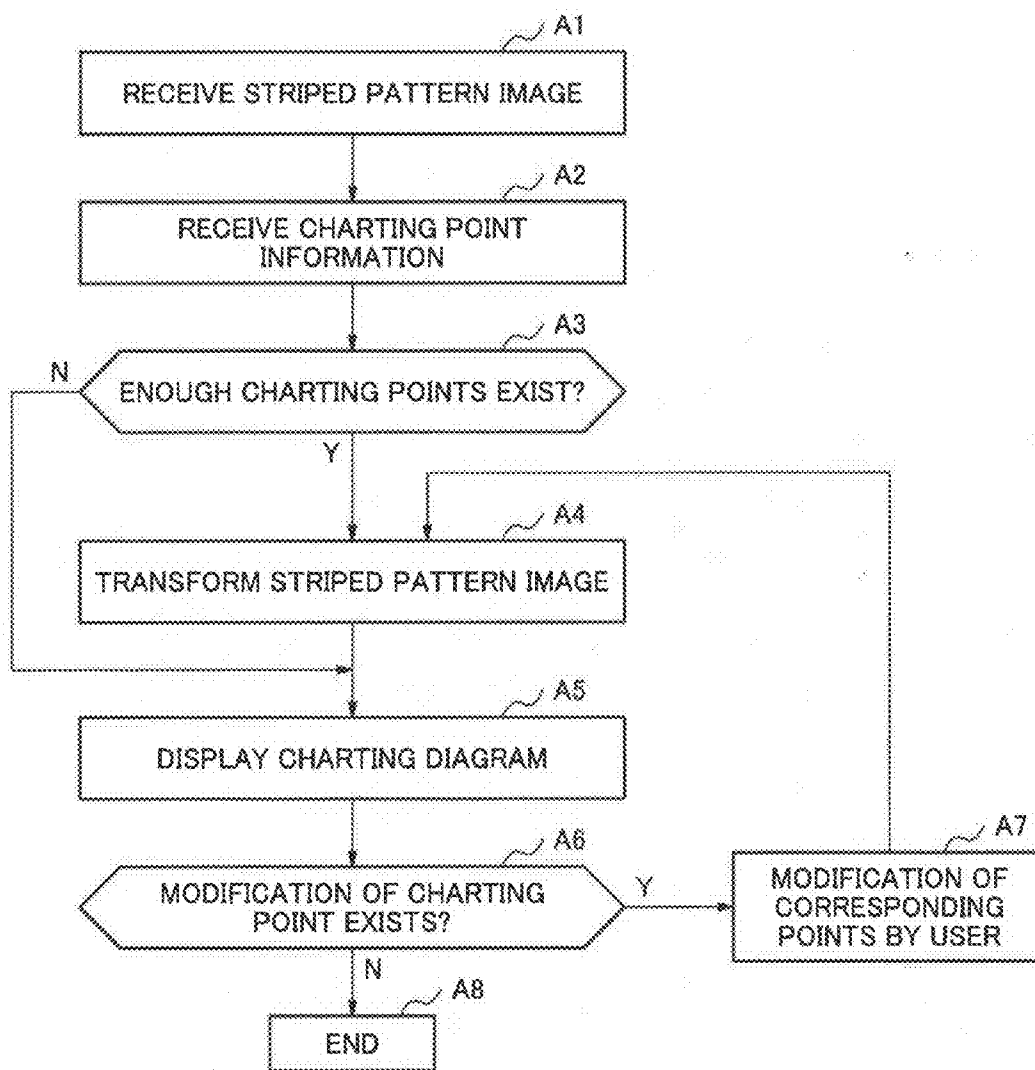 A1
RECEIVE STRIPED PATTERN IMAGE
A2
RECEIVE CHARTING POINT
INFORMATION
A3
N
ENOUGH CHARTING POINTS EXIST?
Y
A4
TRANSFORM STRIPED PATTERN IMAGE
A5
DISPLAY CHARTING DIAGRAM
A6
MODIFICATION OF CHARTING
POINT EXISTS?
Y
A7
MODIFICATION OF
CORRESPONDING
POINTS BY USER
N
A8
END